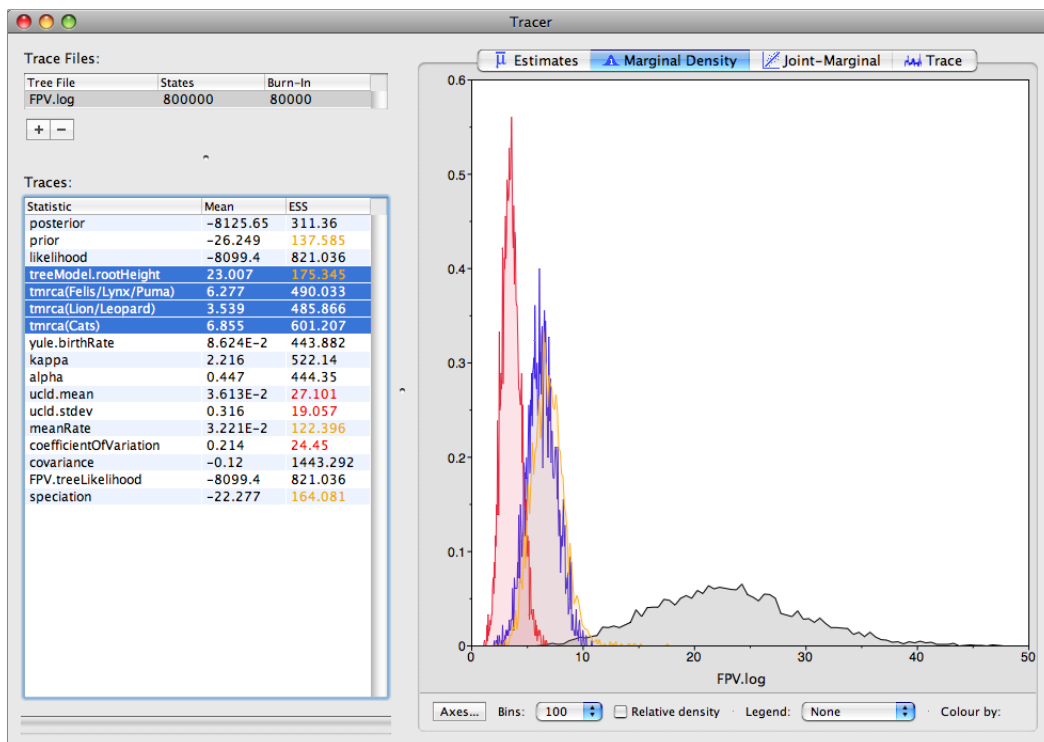 Tracer
Trace Files:
Tree File States Burn-In
FPV.log 800000 80000
+ −
Traces:
Statistic Mean ESS
posterior -8125.65 311.36
prior -26.249 137.585
likelihood -8099.4 821.036
treeModel.rootHeight 23.007 175.345
tmrca(Felis/Lynx/Puma) 6.277 490.033
tmrca(Lion/Leopard) 3.539 485.866
tmrca(Cats) 6.855 601.207
yule.birthRate 8.624E-2 443.882
kappa 2.216 522.14
alpha 0.447 444.35
ucld.mean 3.613E-2 27.101
ucld.stdev 0.316 19.057
meanRate 3.221E-2 122.396
coefficientOfVariation 0.214 24.45
covariance -0.12 1443.292
FPV.treeLikelihood -8099.4 821.036
speciation -22.277 164.081
μ Estimates Marginal Density Joint-Marginal Trace
0.6
0.5
0.4
0.3
0.2
0.1
0
0 10 20 30 40 50
FPV.log
Axes... Bins: 100 Relative density Legend: None Colour by: